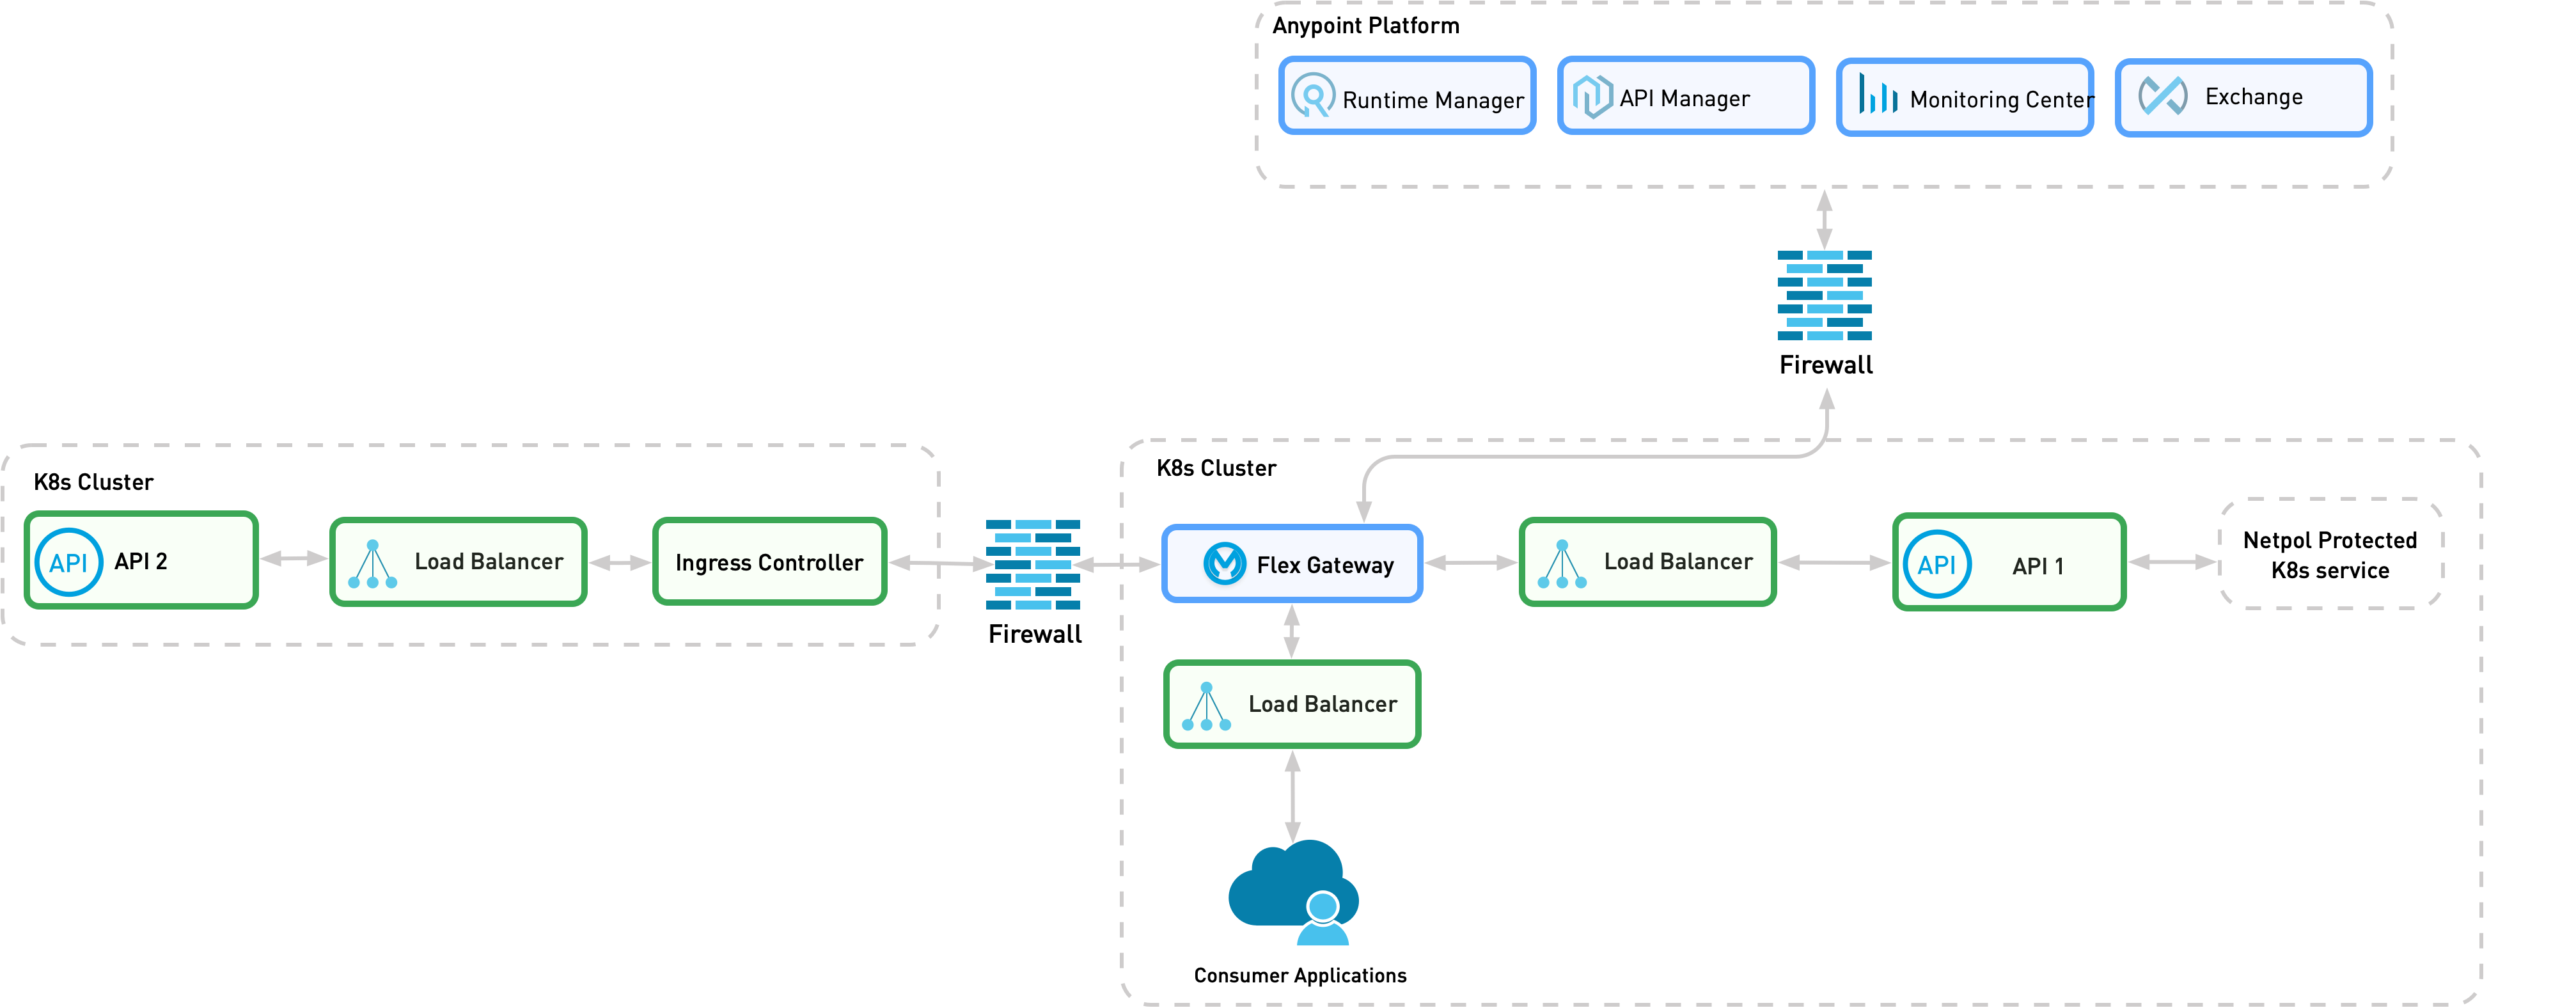 Anypoint Platform
Runtime Manager
API Manager
Monitoring Center
Exchange
Firewall
K8s Cluster
API
API 2
Load Balancer
Ingress Controller
Firewall
K8s Cluster
Flex Gateway
Load Balancer
API
API 1
Netpol Protected
K8s service
Load Balancer
Consumer Applications